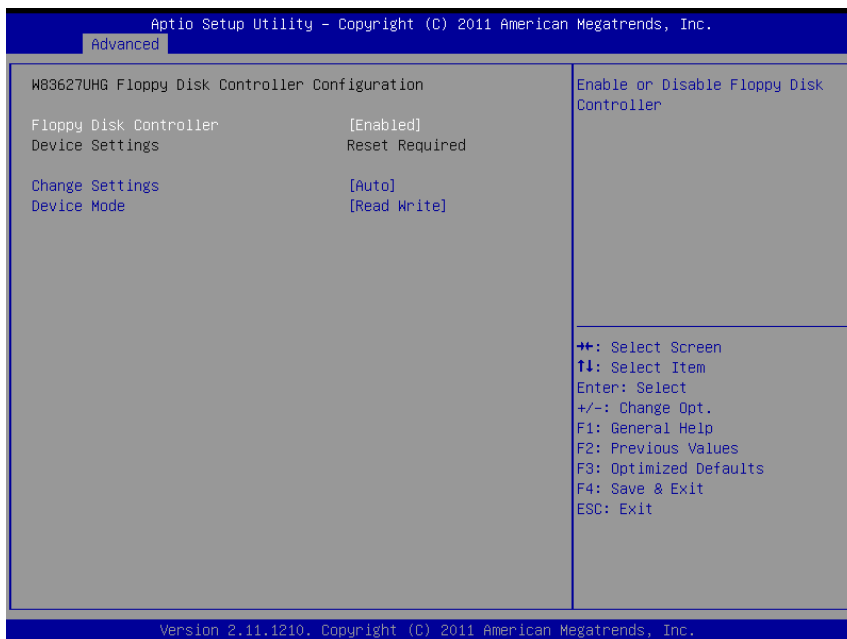 Aptio Setup Utility – Copyright (C) 2011 American Megatrends, Inc.
Advanced
W83627UHG Floppy Disk Controller Configuration
Floppy Disk Controller [Enabled]
Device Settings Reset Required
Change Settings [Auto]
Device Mode [Read Write]
Enable or Disable Floppy Disk
Controller
→←: Select Screen
↑↓: Select Item
Enter: Select
+/-: Change Opt.
F1: General Help
F2: Previous Values
F3: Optimized Defaults
F4: Save & Exit
ESC: Exit
Version 2.11.1210. Copyright (C) 2011 American Megatrends, Inc.